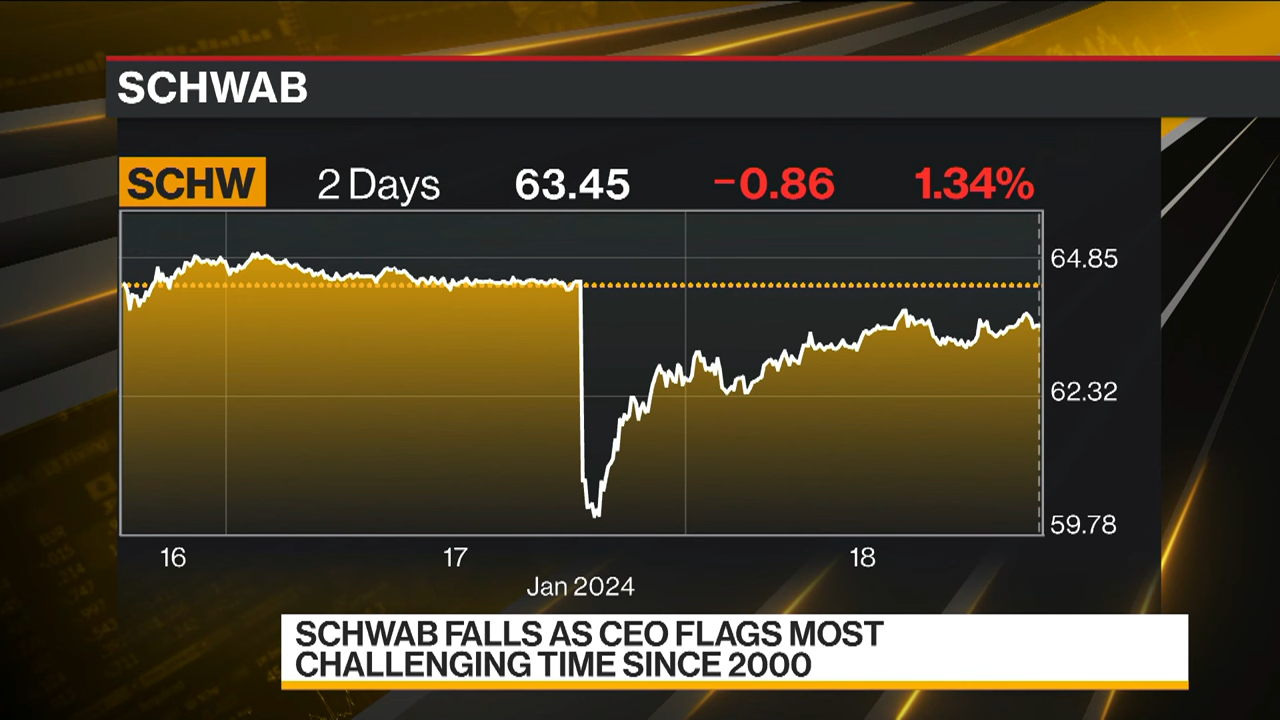 SCHWAB
SCHW 2 Days 63.45 −0.86 1.34%
64.85
62.32
59.78
16 17 18
Jan 2024
SCHWAB FALLS AS CEO FLAGS MOST
CHALLENGING TIME SINCE 2000